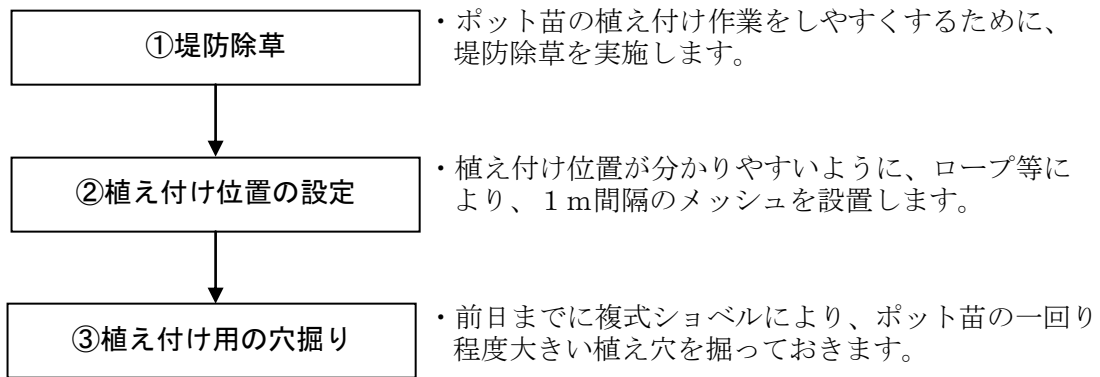 ①堤防除草
・ポット苗の植え付け作業をしやすくするために、
堤防除草を実施します。
②植え付け位置の設定
・植え付け位置が分かりやすいように、ロープ等に
より、１ｍ間隔のメッシュを設置します。
③植え付け用の穴掘り
・前日までに複式ショベルにより、ポット苗の一回り
程度大きい植え穴を掘っておきます。